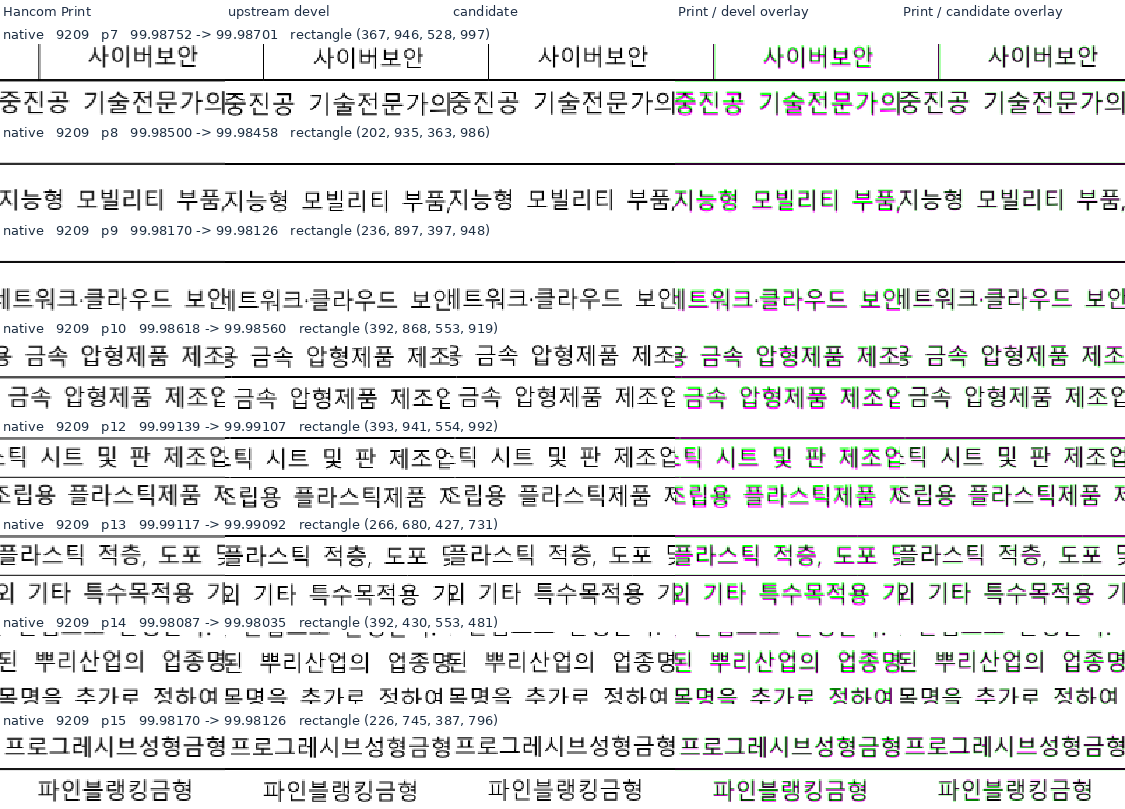 Hancom Print upstream devel candidate Print / devel overlay Print / candidate overlay
native 9209 p7 99.98752 -> 99.98701 rectangle (367, 946, 528, 997)
사이버보안 사이버보안 사이버보안 사이버보안 사이버보안
중진공 기술전문가의 중진공 기술전문가의 중진공 기술전문가의 중진공 기술전문가의 중진공 기술전문가의
native 9209 p8 99.98500 -> 99.98458 rectangle (202, 935, 363, 986)
지능형 모빌리티 부품, 지능형 모빌리티 부품, 지능형 모빌리티 부품, 지능형 모빌리티 부품, 지능형 모빌리티 부품,
native 9209 p9 99.98170 -> 99.98126 rectangle (236, 897, 397, 948)
네트워크·클라우드 보안 네트워크·클라우드 보안 네트워크·클라우드 보안 네트워크·클라우드 보안 네트워크·클라우드 보안
native 9209 p10 99.98618 -> 99.98560 rectangle (392, 868, 553, 919)
용 금속 압형제품 제조 금속 압형제품 제조 금속 압형제품 제조 금속 압형제품 제조 금속 압형제품 제조
금속 압형제품 제조업 금속 압형제품 제조업 금속 압형제품 제조업 금속 압형제품 제조업 금속 압형제품 제조업
native 9209 p12 99.99139 -> 99.99107 rectangle (393, 941, 554, 992)
틱 시트 및 판 제조업 틱 시트 및 판 제조업 틱 시트 및 판 제조업 틱 시트 및 판 제조업 틱 시트 및 판 제조업
조립용 플라스틱제품 조립용 플라스틱제품 조립용 플라스틱제품 조립용 플라스틱제품 조립용 플라스틱제품
native 9209 p13 99.99117 -> 99.99092 rectangle (266, 680, 427, 731)
플라스틱 적층, 도포 플라스틱 적층, 도포 플라스틱 적층, 도포 플라스틱 적층, 도포 플라스틱 적층, 도포
외 기타 특수목적용 기 외 기타 특수목적용 기 외 기타 특수목적용 기 외 기타 특수목적용 기 외 기타 특수목적용 기
native 9209 p14 99.98087 -> 99.98035 rectangle (392, 430, 553, 481)
된 뿌리산업의 업종명 된 뿌리산업의 업종명 된 뿌리산업의 업종명 된 뿌리산업의 업종명 된 뿌리산업의 업종명
목명을 추가로 정하여 목명을 추가로 정하여 목명을 추가로 정하여 목명을 추가로 정하여 목명을 추가로 정하여
native 9209 p15 99.98170 -> 99.98126 rectangle (226, 745, 387, 796)
프로그레시브성형금형 프로그레시브성형금형 프로그레시브성형금형 프로그레시브성형금형 프로그레시브성형금형
파인블랭킹금형 파인블랭킹금형 파인블랭킹금형 파인블랭킹금형 파인블랭킹금형